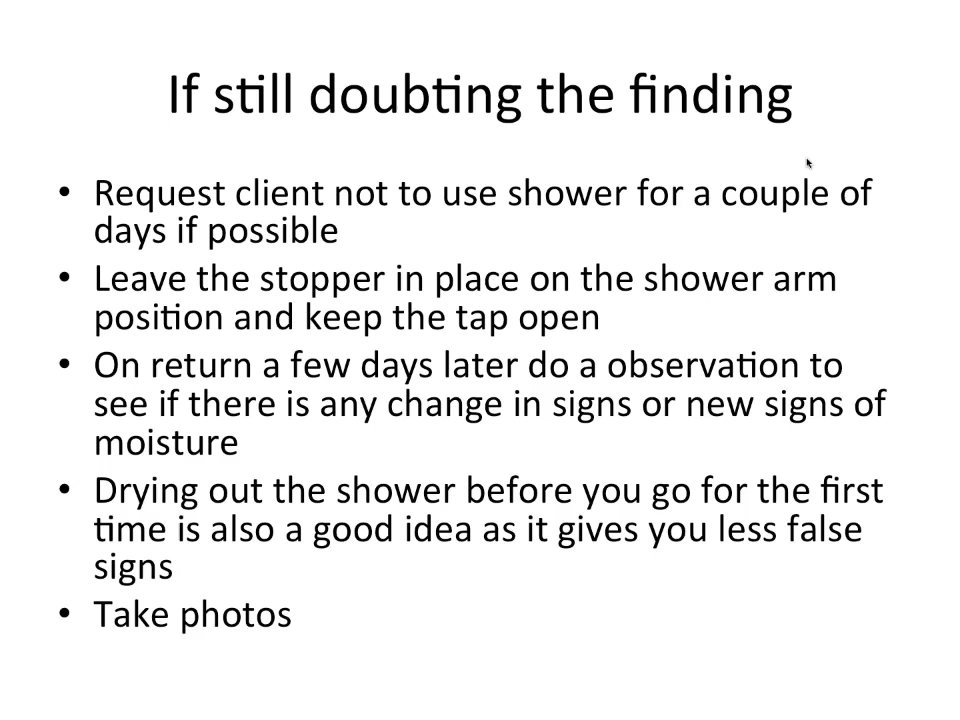 If still doubting the finding
• Request client not to use shower for a couple of
days if possible
• Leave the stopper in place on the shower arm
position and keep the tap open
• On return a few days later do a observation to
see if there is any change in signs or new signs of
moisture
• Drying out the shower before you go for the first
time is also a good idea as it gives you less false
signs
• Take photos